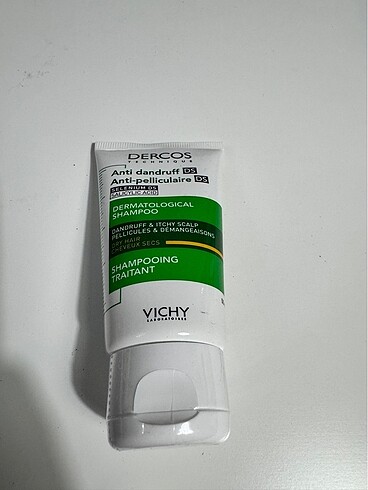 DERCOS
TECHNIQUE
Anti dandruff DS
Anti-pelliculaire DS
SELENIUM DS
SALICYLIC ACID
DERMATOLOGICAL
SHAMPOO
DANDRUFF & ITCHY SCALP
PELLICULES & DÉMANGEAISONS
DRY HAIR
CHEVEUX SECS
SHAMPOOING
TRAITANT
VICHY
LABORATOIRES